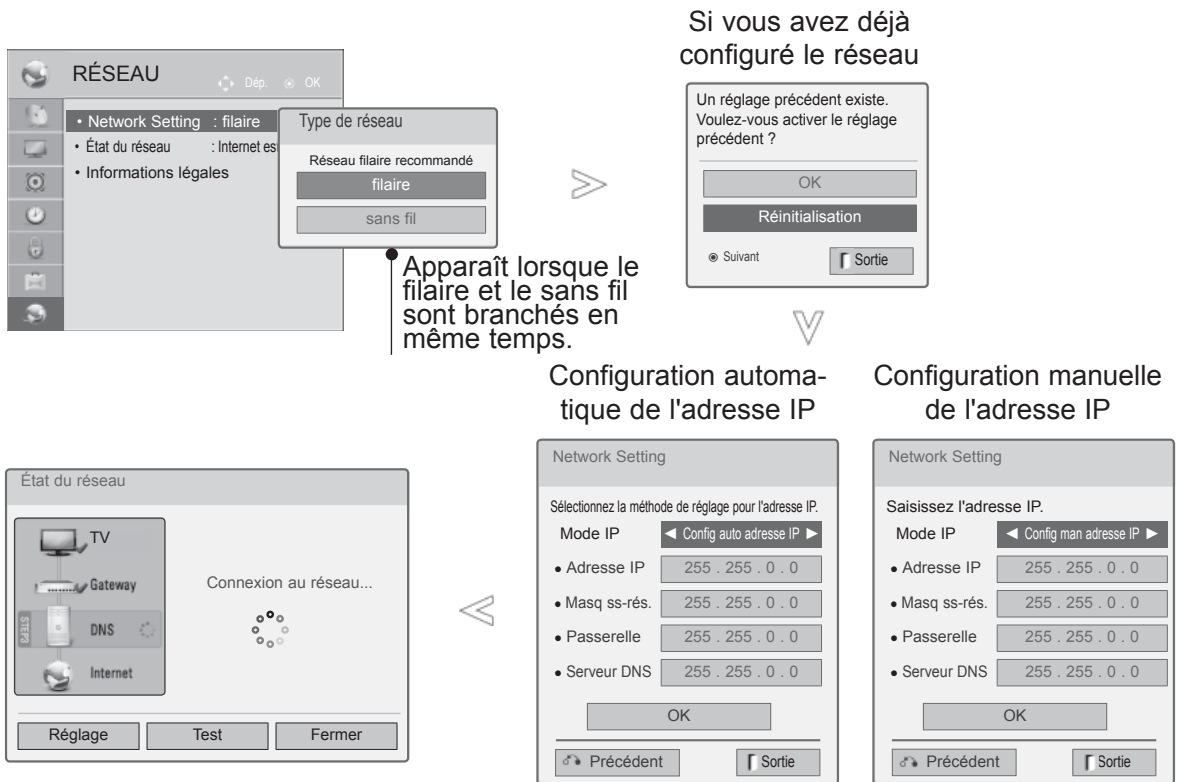 Si vous avez déjà
configuré le réseau
RÉSEAU
Dép.
OK
• Network Setting : filaire
• État du réseau : Internet es
• Informations légales
Type de réseau
Réseau filaire recommandé
filaire
sans fil
Apparaît lorsque le
filaire et le sans fil
sont branchés en
même temps.
Un réglage précédent existe.
Voulez-vous activer le réglage
précédent ?
OK
Réinitialisation
Suivant
Sortie
Configuration automa-
tique de l'adresse IP
Network Setting
Sélectionnez la méthode de réglage pour l'adresse IP.
Mode IP ◄ Config auto adresse IP ►
• Adresse IP 255 . 255 . 0 . 0
• Masq ss-rés. 255 . 255 . 0 . 0
• Passerelle 255 . 255 . 0 . 0
• Serveur DNS 255 . 255 . 0 . 0
OK
Précédent
Sortie
Configuration manuelle
de l'adresse IP
Network Setting
Saisissez l'adresse IP.
Mode IP ◄ Config man adresse IP ►
• Adresse IP 255 . 255 . 0 . 0
• Masq ss-rés. 255 . 255 . 0 . 0
• Passerelle 255 . 255 . 0 . 0
• Serveur DNS 255 . 255 . 0 . 0
OK
Précédent
Sortie
État du réseau
TV
Gateway
DNS
Internet
Connexion au réseau...
Réglage
Test
Fermer